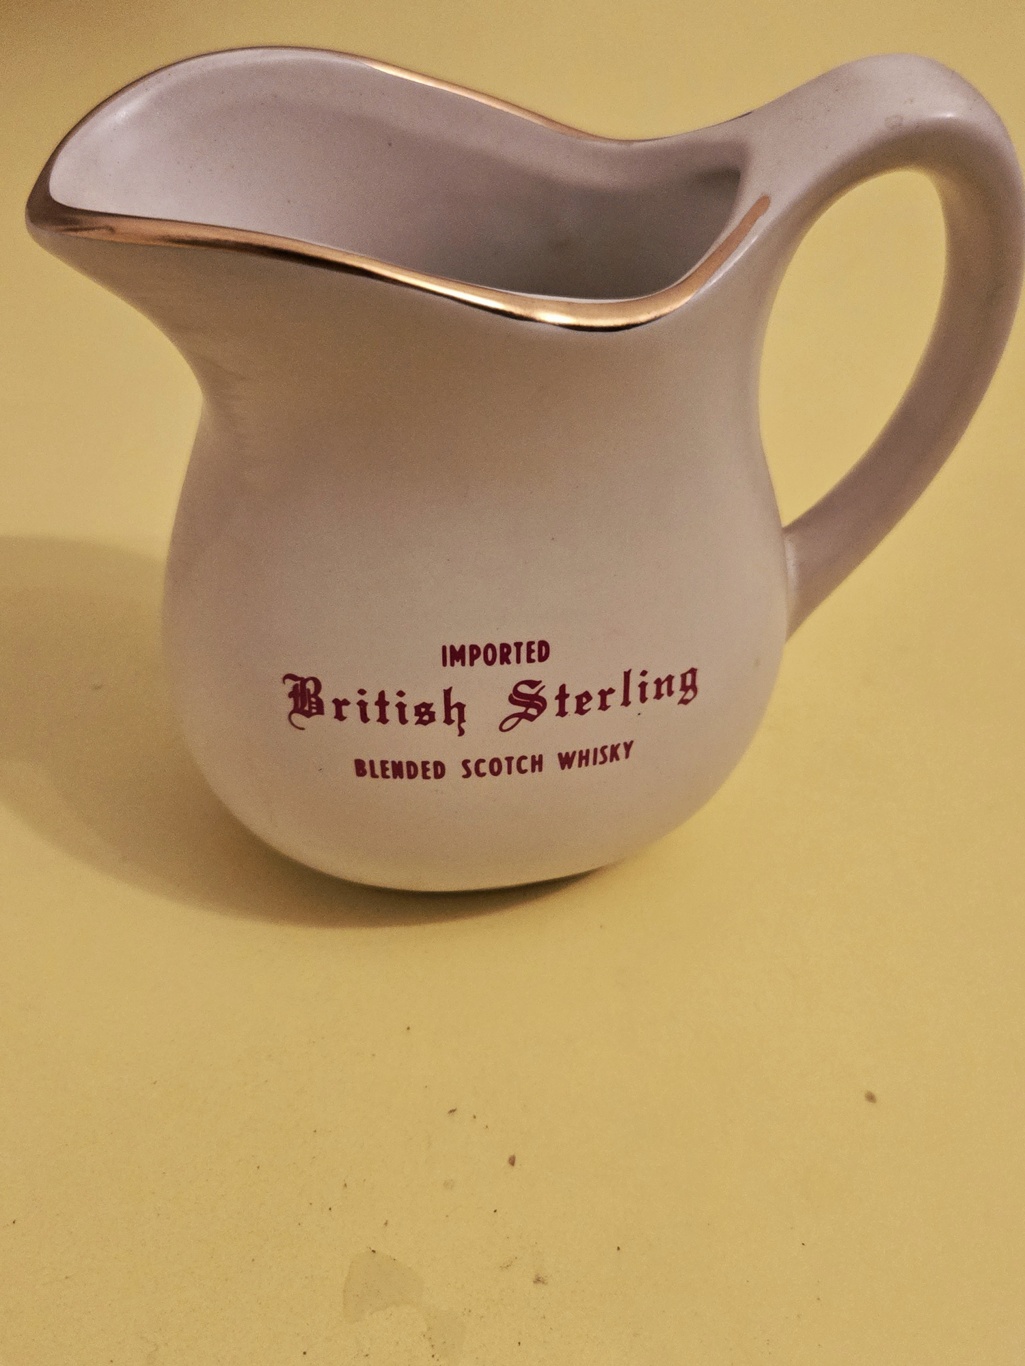 IMPORTED
British Sterling
BLENDED SCOTCH WHISKY